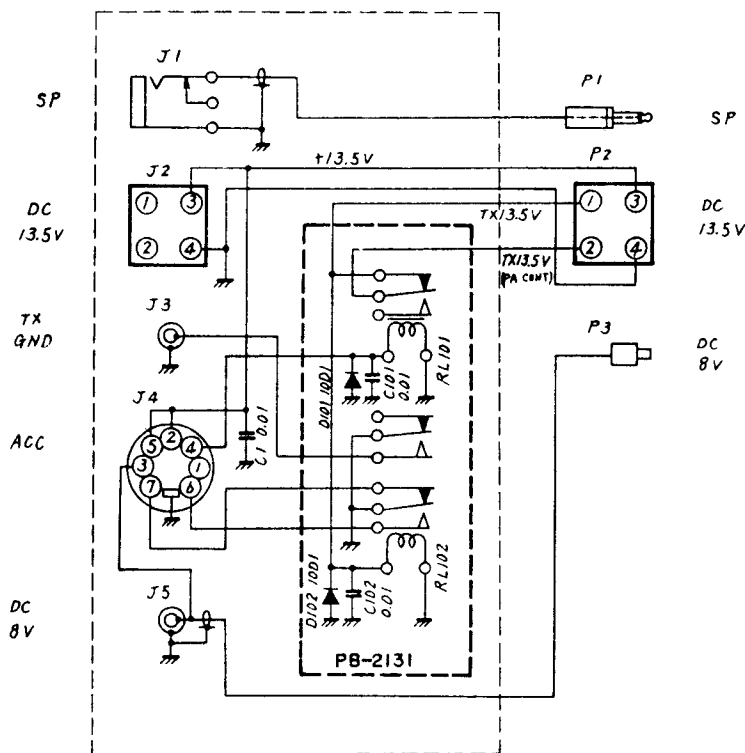 J1
P1
SP
SP
+13.5V
P2
J2
① ③
② ④
DC
13.5V
TX13.5V
① ③
② ④
DC
13.5V
TX13.5V
(PA CONT)
J3
TX
GND
P3
DC
8V
D101 10D1
C101
0.01
RL101
J4
ACC
⑤ ② ④
③ ①
⑦ ⑥
C1 0.01
J5
DC
8V
D102 10D1
C102
0.01
RL102
PB-2131